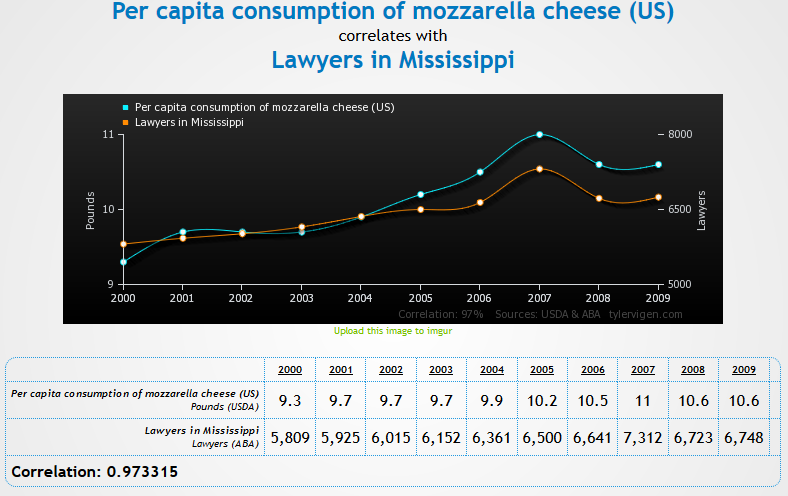 Per capita consumption of mozzarella cheese (US)
correlates with
Lawyers in Mississippi
Per capita consumption of mozzarella cheese (US)
Lawyers in Mississippi
11
10
9
Pounds
8000
6500
5000
Lawyers
2000 2001 2002 2003 2004 2005 2006 2007 2008 2009
Correlation: 97% Sources: USDA & ABA tylervigen.com
Upload this image to imgur
2000 2001 2002 2003 2004 2005 2006 2007 2008 2009
Per capita consumption of mozzarella cheese (US)
Pounds (USDA)
9.3 9.7 9.7 9.7 9.9 10.2 10.5 11 10.6 10.6
Lawyers in Mississippi
Lawyers (ABA)
5,809 5,925 6,015 6,152 6,361 6,500 6,641 7,312 6,723 6,748
Correlation: 0.973315